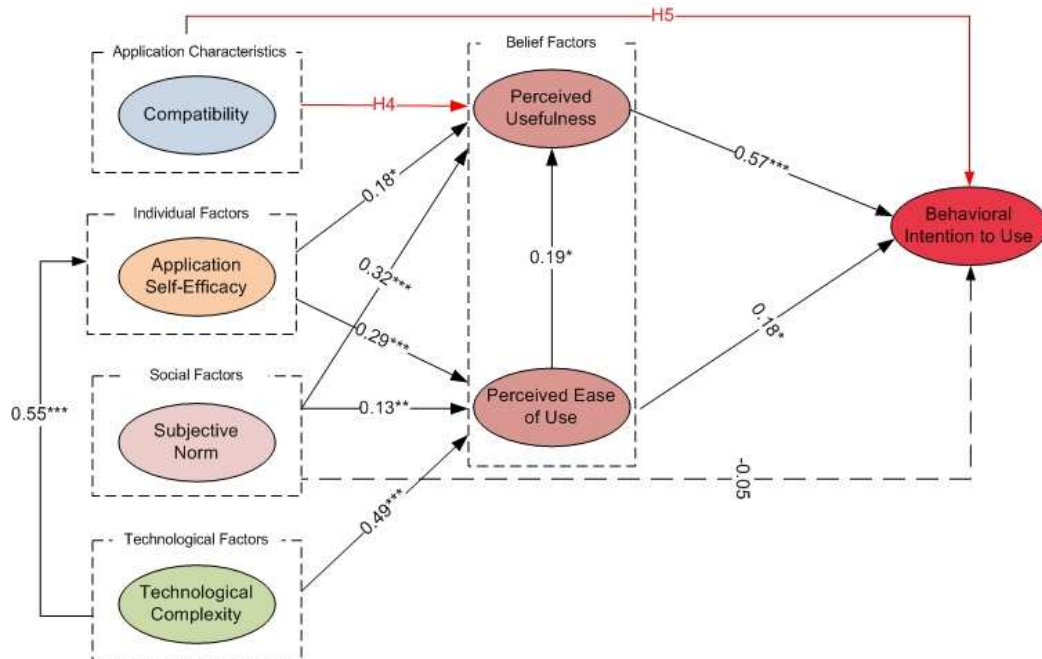 H5
Application Characteristics
Belief Factors
Compatibility
H4
Perceived
Usefulness
0.57***
0.18*
Individual Factors
Application
Self-Efficacy
0.32***
0.19*
Behavioral
Intention to Use
0.29***
0.18*
Social Factors
Subjective
Norm
0.55***
0.13**
Perceived Ease
of Use
-0.05
0.49***
Technological Factors
Technological
Complexity